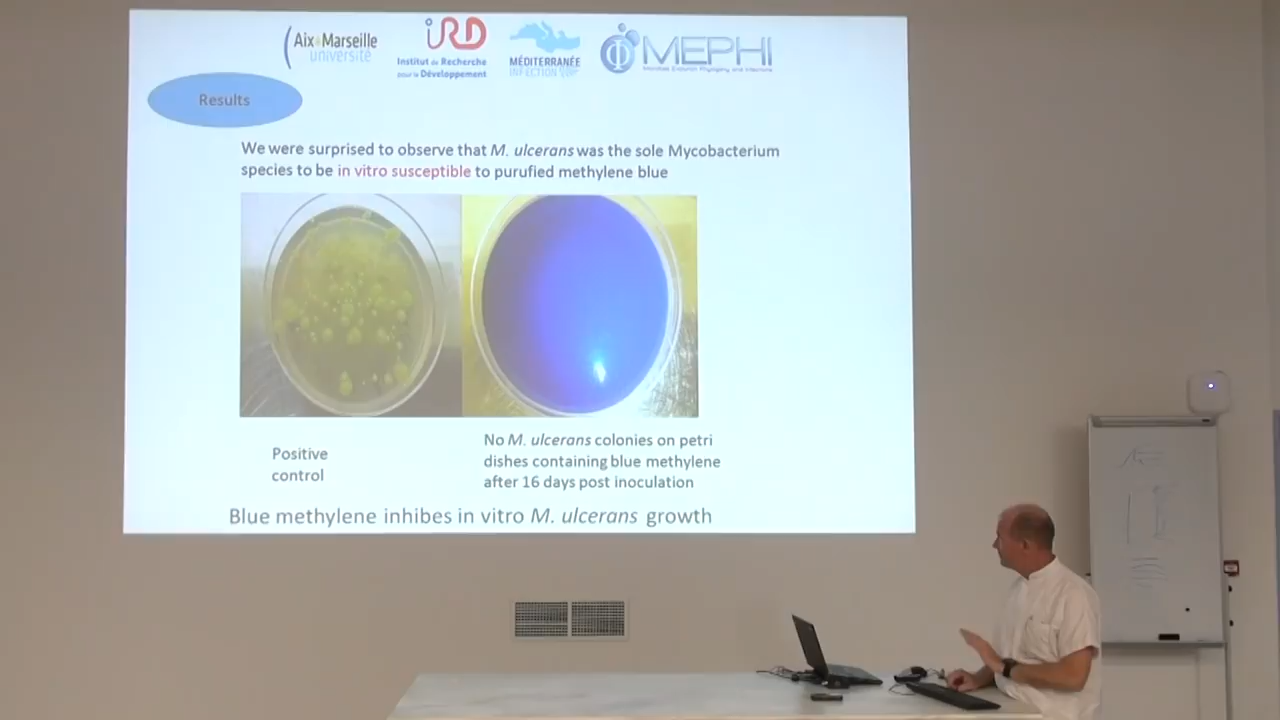 Aix Marseille
université
iRD
Institut de Recherche
pour le Développement
MÉDITERRANÉE
INFECTION
MEPHI
Results
We were surprised to observe that M. ulcerans was the sole Mycobacterium
species to be in vitro susceptible to purufied methylene blue
Positive
control
No M. ulcerans colonies on petri
dishes containing blue methylene
after 16 days post inoculation
Blue methylene inhibes in vitro M. ulcerans growth